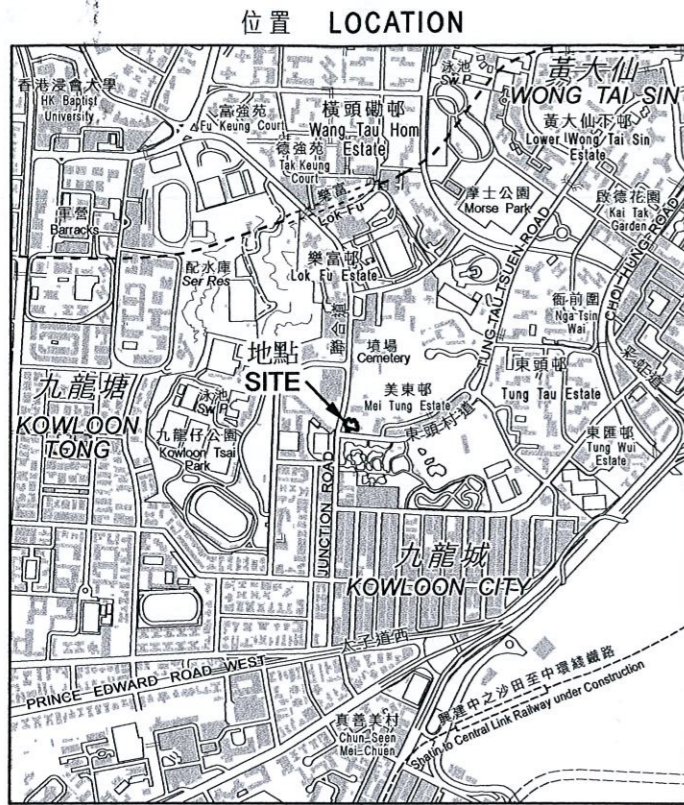 位置 LOCATION
香港浸會大學
HK Baptist
University
富強苑
Fu Keung Court
德強苑
Tak Keung
Court
橫頭磡邨
Wang Tau Hom
Estate
泳池
Sw P
黃大仙
WONG TAI SIN
黃大仙下邨
Lower Wong Tai Sin
Estate
軍營
Barracks
樂富
Lok Fu
摩士公園
Morse Park
啟德花園
Kai Tak
Garden
配水庫
Ser Res
樂富邨
Lok Fu Estate
TUNG TAU TSUEN ROAD
CHOI HUNG ROAD
衙前圍
Nga Tsin
Wai
聯合道
地點
SITE
墳場
Cemetery
彩虹道
九龍塘
KOWLOON
TONG
泳池
Sw P
九龍仔公園
Kowloon Tsai
Park
美東邨
Mei Tung Estate
東頭邨
Tung Tau Estate
東頭村道
東匯邨
Tung Wui
Estate
JUNCTION ROAD
九龍城
KOWLOON CITY
太子道西
PRINCE EDWARD ROAD WEST
興建中之沙田至中環綫鐵路
Shatin to Central Link Railway under Construction
真善美村
Chun Seen
Mei Chuen